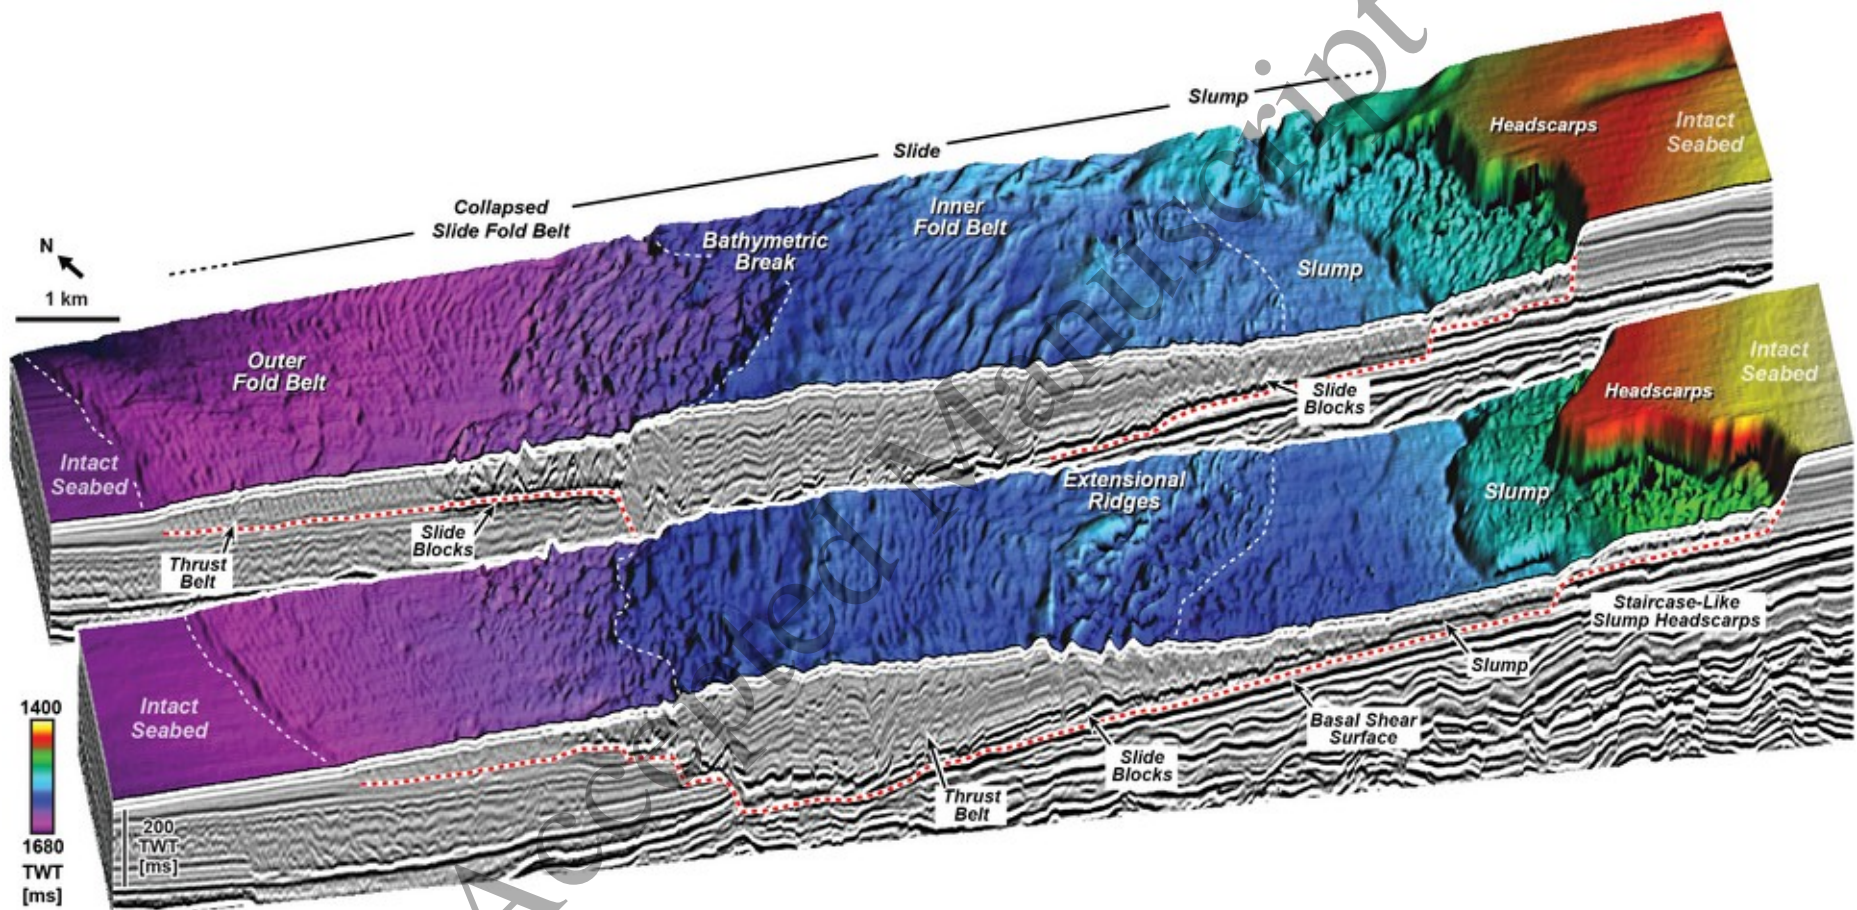 Slump
Slide
Collapsed
Slide Fold Belt
Headscarps
Intact
Seabed
Inner
Fold Belt
Bathymetric
Break
Slump
N
1 km
Outer
Fold Belt
Intact
Seabed
Slide
Blocks
Slide
Blocks
Thrust
Belt
Intact
Seabed
Headscarps
Extensional
Ridges
Slump
Staircase-Like
Slump Headscarps
Slump
Basal Shear
Surface
Slide
Blocks
Thrust
Belt
Intact
Seabed
1400
1680
TWT
[ms]
200
TWT
[ms]
Accepted Manuscript